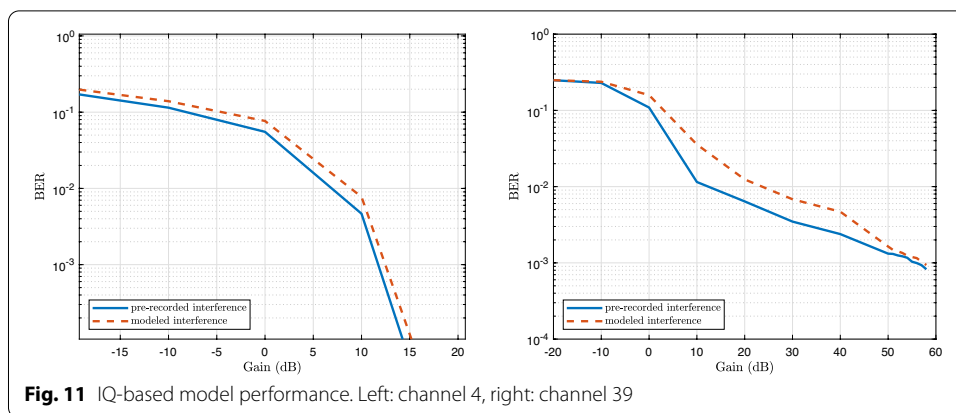 10^0
10^-1
10^-2
10^-3
BER
pre-recorded interference
modeled interference
-15 -10 -5 0 5 10 15 20
Gain (dB)
10^0
10^-1
10^-2
10^-3
10^-4
BER
pre-recorded interference
modeled interference
-20 -10 0 10 20 30 40 50 60
Gain (dB)
Fig. 11 IQ-based model performance. Left: channel 4, right: channel 39